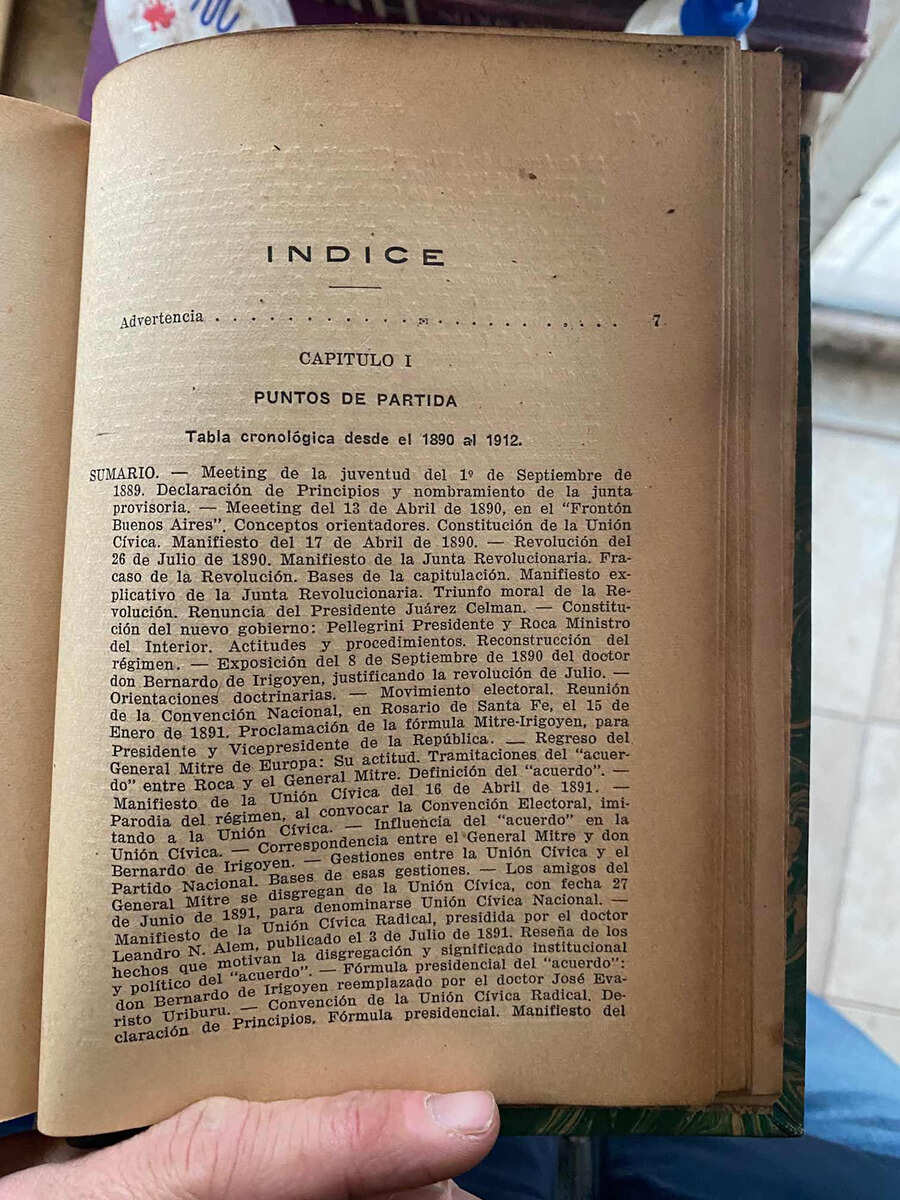 INDICE
Advertencia . . . . . . . . . . . . . . . . . . . . . 7
CAPITULO I
PUNTOS DE PARTIDA
Tabla cronológica desde el 1890 al 1912.
SUMARIO. — Meeting de la juventud del 1º de Septiembre de
1889. Declaración de Principios y nombramiento de la junta
provisoria. — Meeeting del 13 de Abril de 1890, en el “Frontón
Buenos Aires”. Conceptos orientadores. Constitución de la Unión
Cívica. Manifiesto del 17 de Abril de 1890. — Revolución del
26 de Julio de 1890. Manifiesto de la Junta Revolucionaria. Fra-
caso de la Revolución. Bases de la capitulación. Manifiesto ex-
plicativo de la Junta Revolucionaria. Triunfo moral de la Re-
volución. Renuncia del Presidente Juárez Celman. — Constitu-
ción del nuevo gobierno: Pellegrini Presidente y Roca Ministro
del Interior. Actitudes y procedimientos. Reconstrucción del
régimen. — Exposición del 8 de Septiembre de 1890 del doctor
don Bernardo de Irigoyen, justificando la revolución de Julio. —
Orientaciones doctrinarias. — Movimiento electoral. Reunión
de la Convención Nacional, en Rosario de Santa Fe, el 15 de
Enero de 1891. Proclamación de la fórmula Mitre-Irigoyen, para
Presidente y Vicepresidente de la República. — Regreso del
General Mitre de Europa: Su actitud. Tramitaciones del “acuer-
do” entre Roca y el General Mitre. Definición del “acuerdo”. —
Manifiesto de la Unión Cívica del 16 de Abril de 1891. —
Parodia del régimen, al convocar la Convención Electoral, imi-
tando a la Unión Cívica. — Influencia del “acuerdo” en la
Unión Cívica. — Correspondencia entre el General Mitre y don
Bernardo de Irigoyen. — Gestiones entre la Unión Cívica y el
Partido Nacional. Bases de esas gestiones. — Los amigos del
General Mitre se disgregan de la Unión Cívica, con fecha 27
de Junio de 1891, para denominarse Unión Cívica Nacional. —
Manifiesto de la Unión Cívica Radical, presidida por el doctor
Leandro N. Alem, publicado el 3 de Julio de 1891. Reseña de los
hechos que motivan la disgregación y significado institucional
y político del “acuerdo”. — Fórmula presidencial del “acuerdo”:
don Bernardo de Irigoyen reemplazado por el doctor José Eva-
risto Uriburu. — Convención de la Unión Cívica Radical. De-
claración de Principios. Fórmula presidencial. Manifiesto del